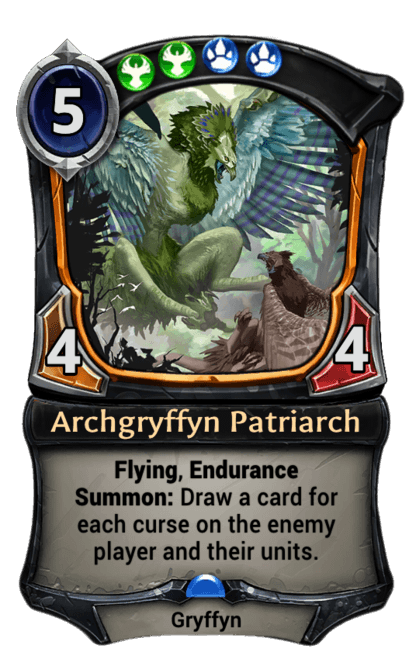 5
4
4
Archgryffyn Patriarch
Flying, Endurance
Summon: Draw a card for
each curse on the enemy
player and their units.
Gryffyn